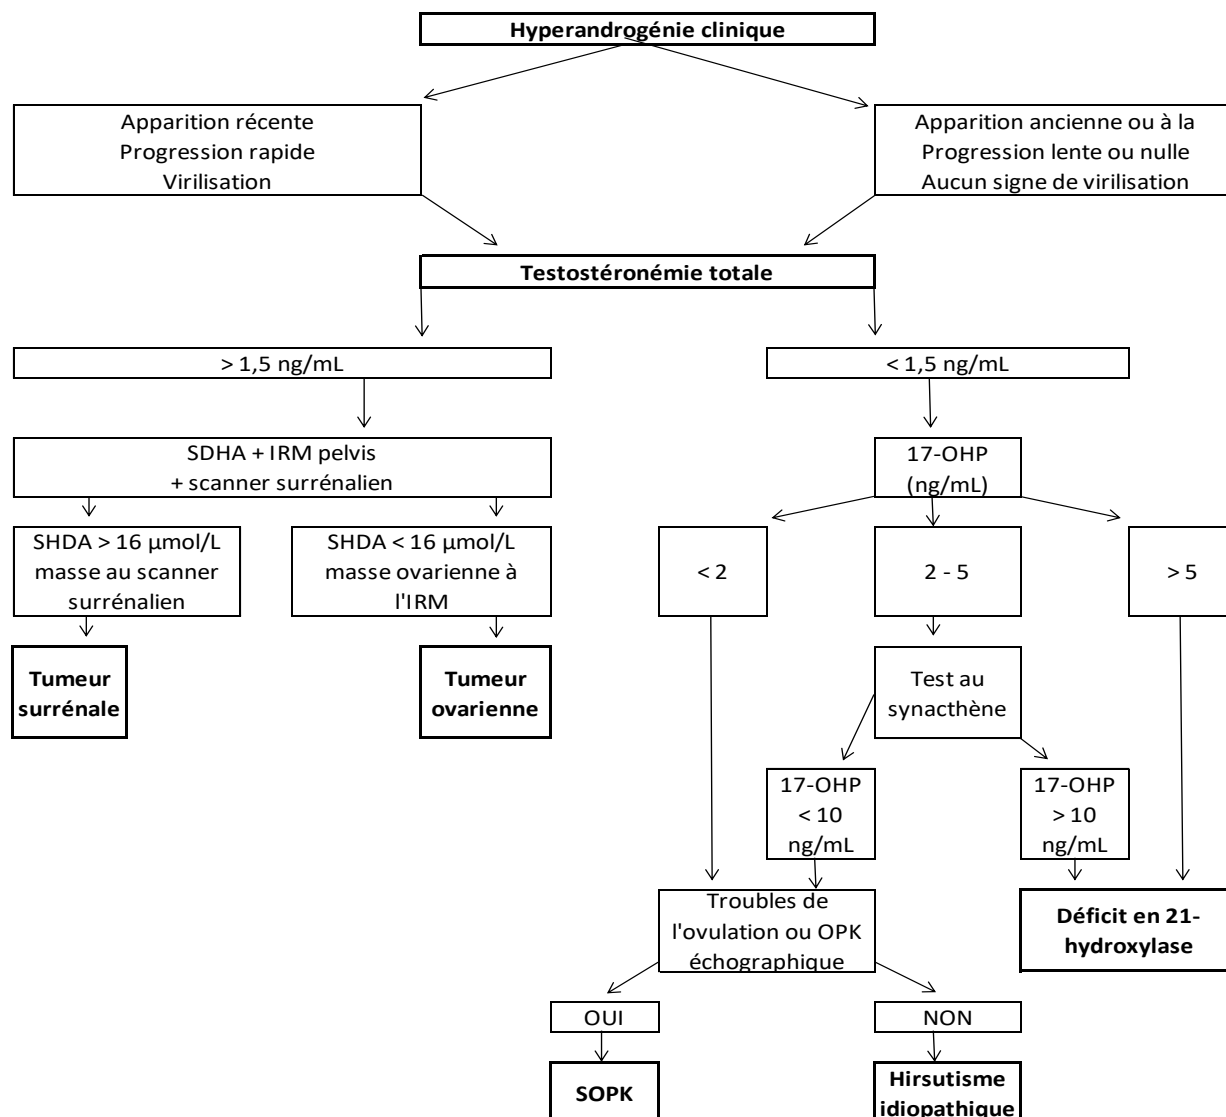 Hyperandrogénie clinique
Apparition récente
Progression rapide
Virilisation
Apparition ancienne ou à la
Progression lente ou nulle
Aucun signe de virilisation
Testostéronémie totale
> 1,5 ng/mL
< 1,5 ng/mL
SDHA + IRM pelvis
+ scanner surrénalien
17-OHP
(ng/mL)
SHDA > 16 µmol/L
masse au scanner
surrénalien
SHDA < 16 µmol/L
masse ovarienne à
l'IRM
< 2
2 - 5
> 5
Tumeur
surrénale
Tumeur
ovarienne
Test au
synacthène
17-OHP
< 10
ng/mL
17-OHP
> 10
ng/mL
Troubles de
l'ovulation ou OPK
échographique
Déficit en 21-
hydroxylase
OUI
NON
SOPK
Hirsutisme
idiopathique